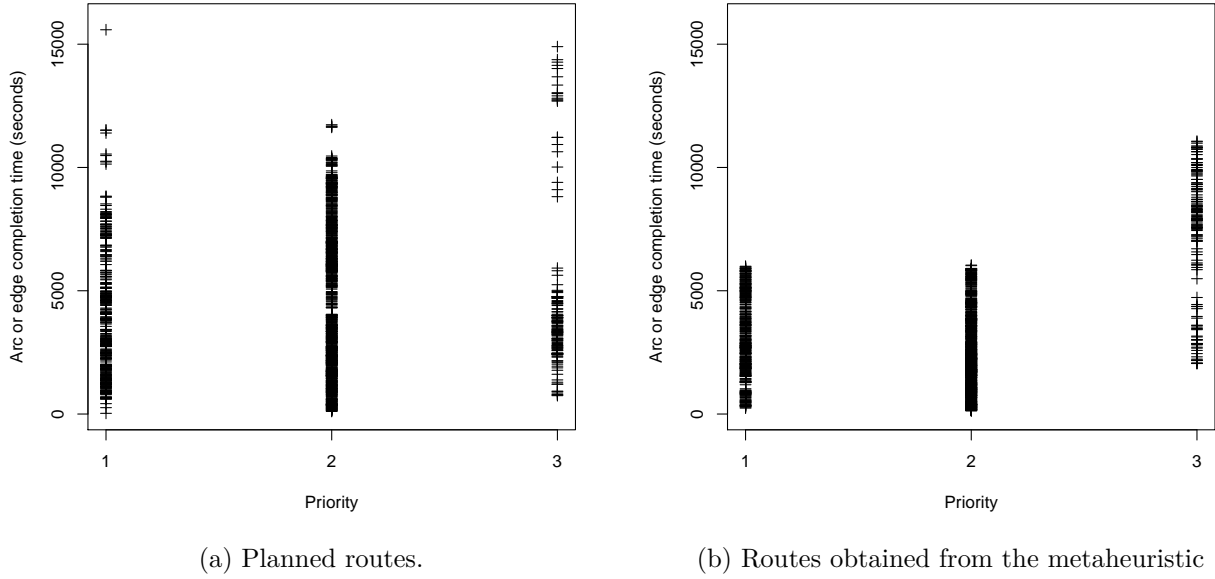 15000
10000
5000
0
Arc or edge completion time (seconds)
1 2 3
Priority
(a) Planned routes.
15000
10000
5000
0
Arc or edge completion time (seconds)
1 2 3
Priority
(b) Routes obtained from the metaheuristic